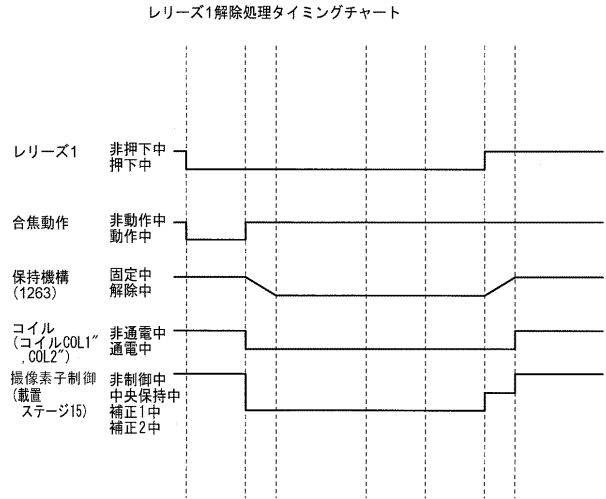 レリーズ1解除処理タイミングチャート
レリーズ1
非押下中
押下中
合焦動作
非動作中
動作中
保持機構
(1263)
固定中
解除中
コイル
(コイルCOL1"
,COL2")
非通電中
通電中
撮像素子制御
(載置
ステージ15)
非制御中
中央保持中
補正1中
補正2中